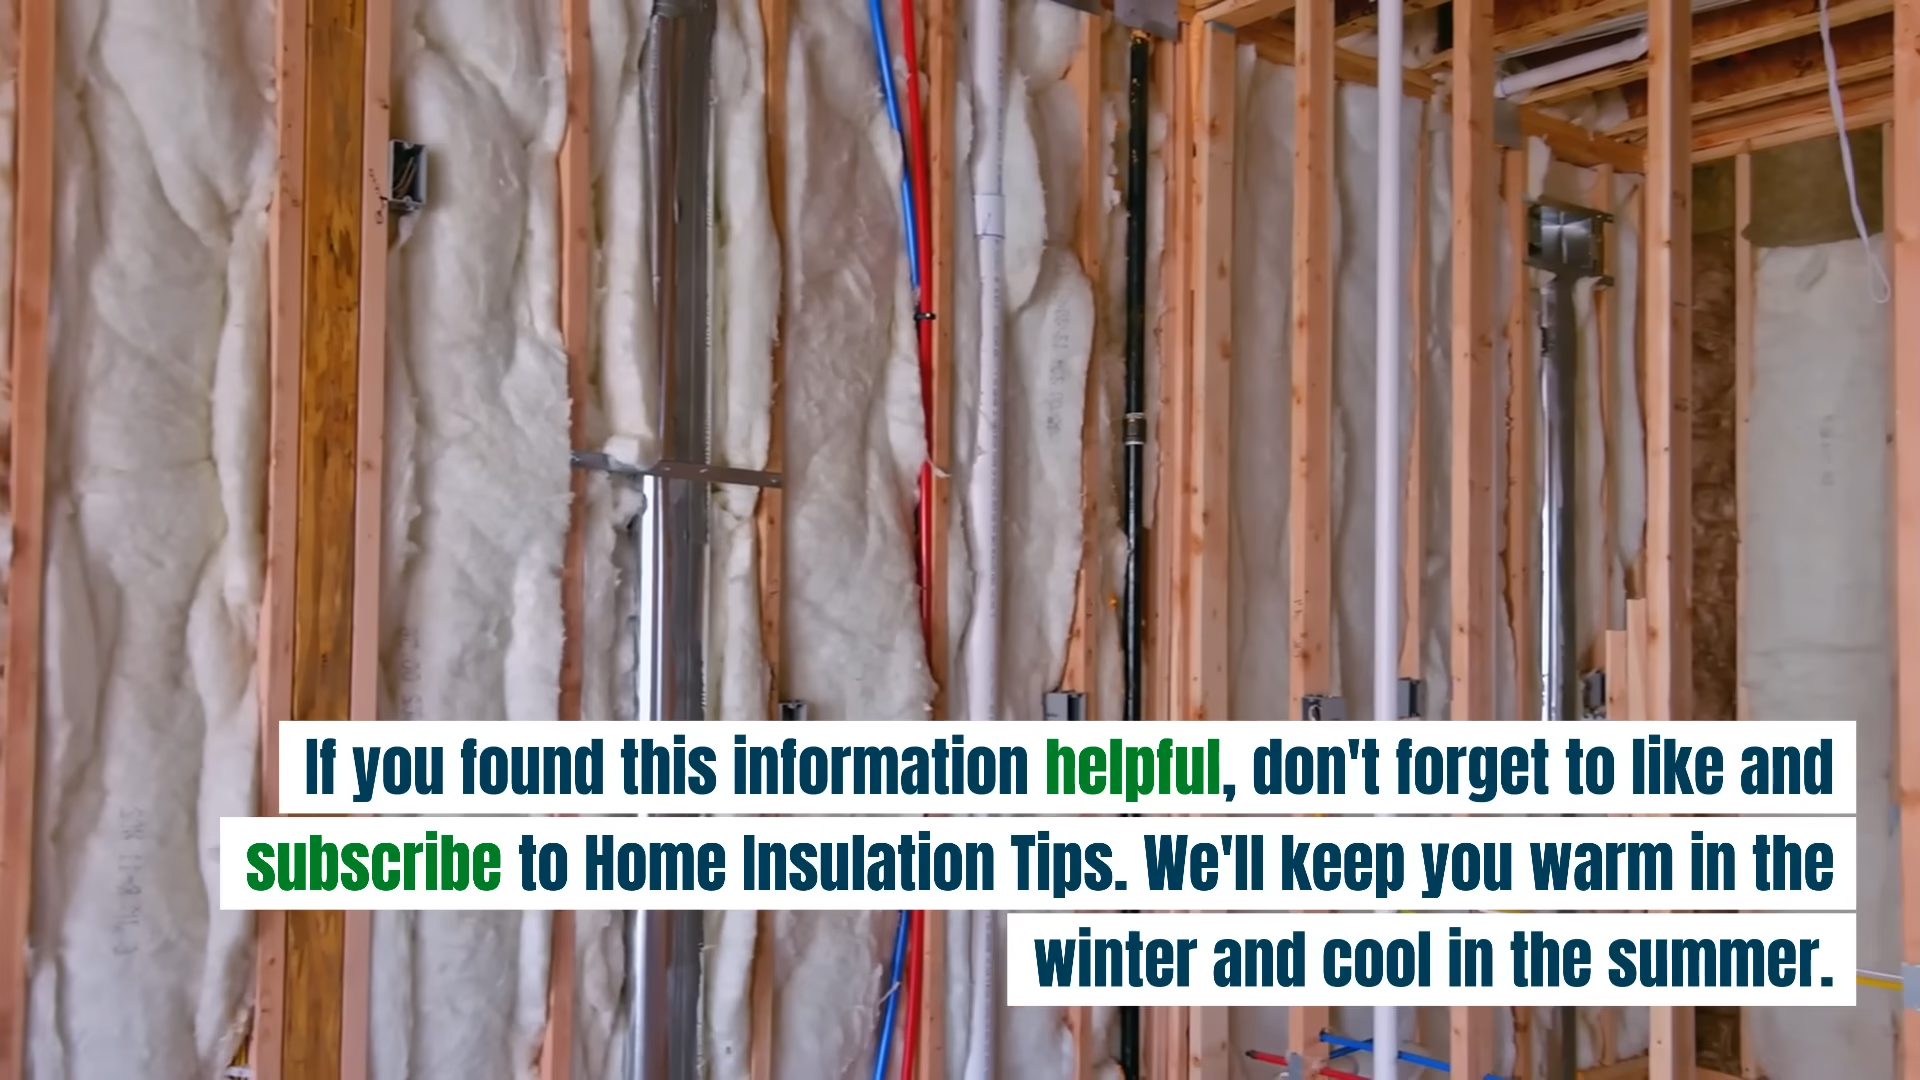 If you found this information helpful, don't forget to like and
subscribe to Home Insulation Tips. We'll keep you warm in the
winter and cool in the summer.